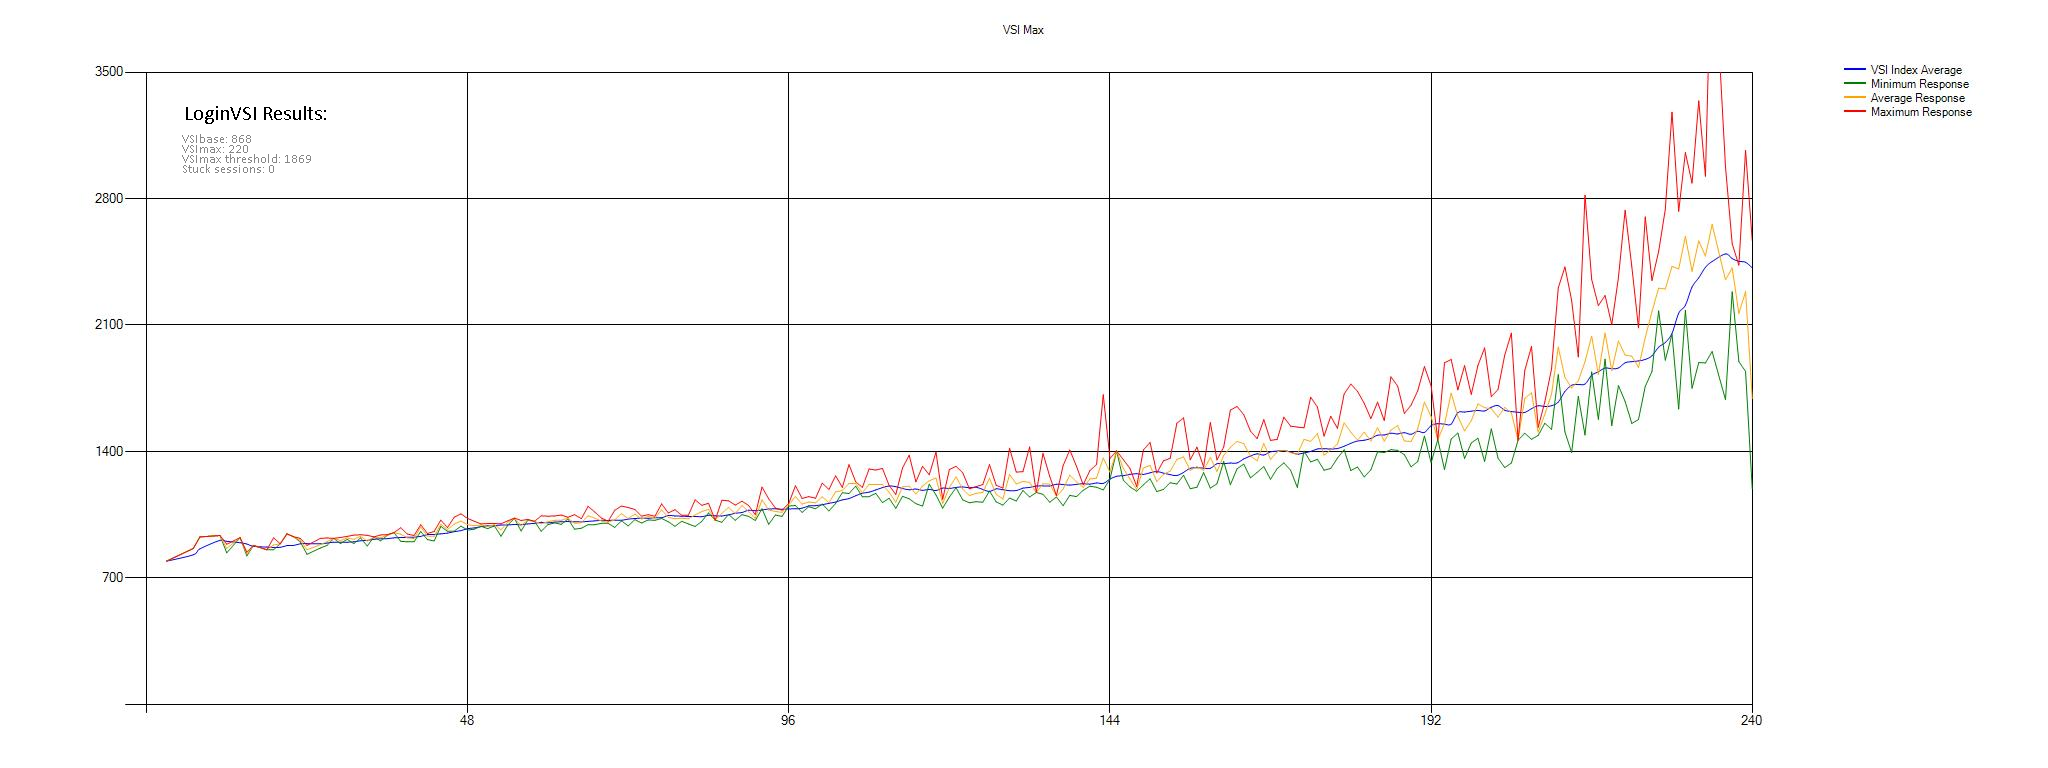 VSI Max
3500
2800
2100
1400
700
48
96
144
192
240
LoginVSI Results:
VSIbase: 868
VSImax: 220
VSImax threshold: 1869
Stuck sessions: 0
VSI Index Average
Minimum Response
Average Response
Maximum Response